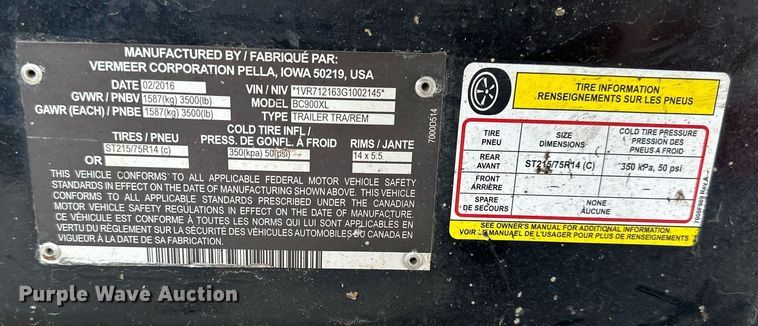 MANUFACTURED BY / FABRIQUÉ PAR:
VERMEER CORPORATION PELLA, IOWA 50219, USA
DATE 02/2016 VIN / NIV *1VR712163G1002145*
GVWR / PNBV 1587(kg) 3500(lb) MODEL BC900XL
GAWR (EACH) / PNBE 1587(kg) 3500(lb) TYPE TRAILER TRA/REM
TIRES / PNEU COLD TIRE INFL / PRESS. DE GONFL. À FROID RIMS / JANTE
ST215/75R14 (c) 350(kpa) 50(psi) 14 x 5.5
OR
THIS VEHICLE CONFORMS TO ALL APPLICABLE FEDERAL MOTOR VEHICLE SAFETY
STANDARDS IN EFFECT ON THE DATE OF MANUFACTURING SHOWN ABOVE. THIS VEHICLE
CONFORMS TO ALL APPLICABLE STANDARDS PRESCRIBED UNDER THE CANADIAN
MOTOR VEHICLE SAFETY REGULATIONS IN EFFECT ON THE DATE OF MANUFACTURE.
CE VÉHICULE EST CONFORME À TOUTES LES NORMES QUI LUI SONT APPLICABLES EN
VERTU DU RÈGLEMENT SUR LA SÉCURITÉ DES VÉHICULES AUTOMOBILES DU CANADA EN
VIGUEUR À LA DATE DE SA FABRICATION.
7000D514
TIRE INFORMATION
RENSEIGNEMENTS SUR LES PNEUS
TIRE PNEU SIZE DIMENSIONS COLD TIRE PRESSURE PRESSION DES PNEUS A FROID
REAR AVANT ST215/75R14 (C) 350 kPa, 50 psi
FRONT ARRIÈRE — —
SPARE DE SECOURS NONE AUCUNE
SEE OWNER'S MANUAL FOR ADDITIONAL INFORMATION
VOIR LE MANUEL DE L'USAGER POUR PLUS DE RENSEIGNEMENTS
Purple Wave Auction